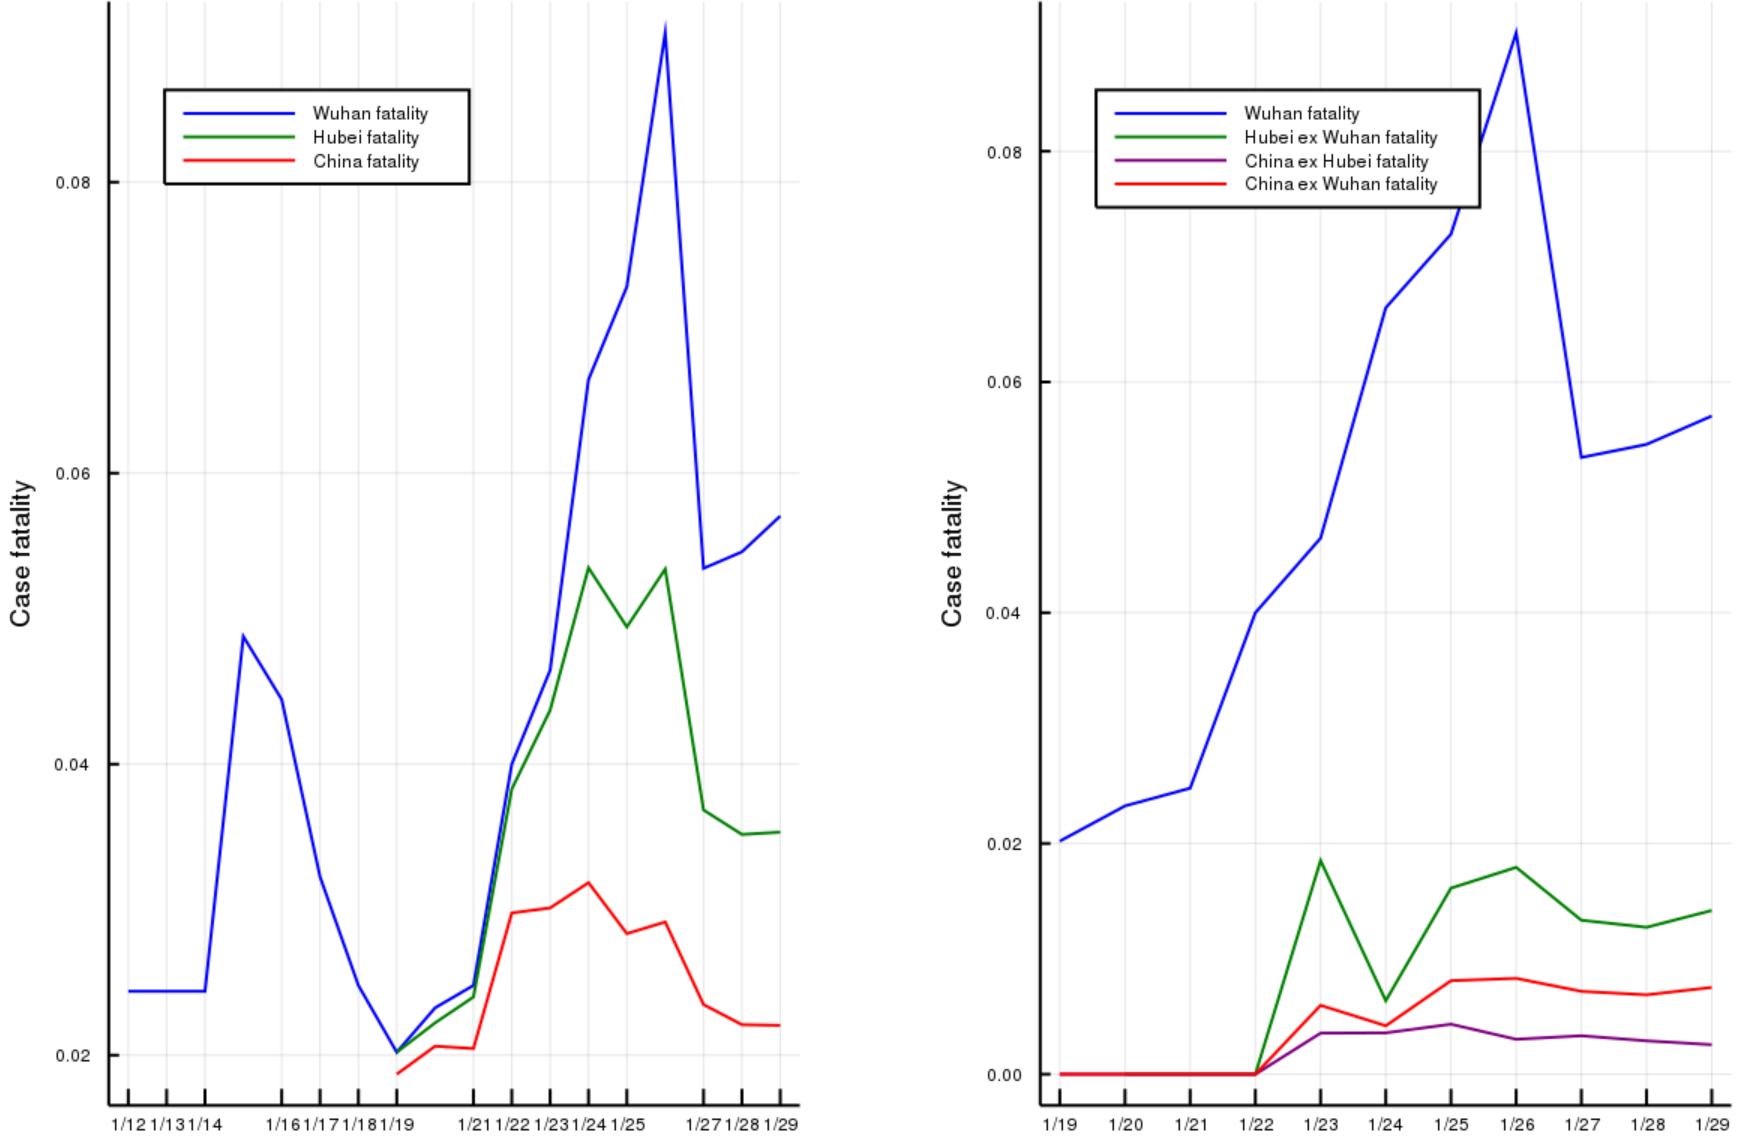 Wuhan fatality
Hubei fatality
China fatality
0.08
0.06
0.04
0.02
Case fatality
1/12 1/13 1/14 1/16 1/17 1/18 1/19 1/21 1/22 1/23 1/24 1/25 1/27 1/28 1/29
Wuhan fatality
Hubei ex Wuhan fatality
China ex Hubei fatality
China ex Wuhan fatality
0.08
0.06
0.04
0.02
0.00
Case fatality
1/19 1/20 1/21 1/22 1/23 1/24 1/25 1/26 1/27 1/28 1/29